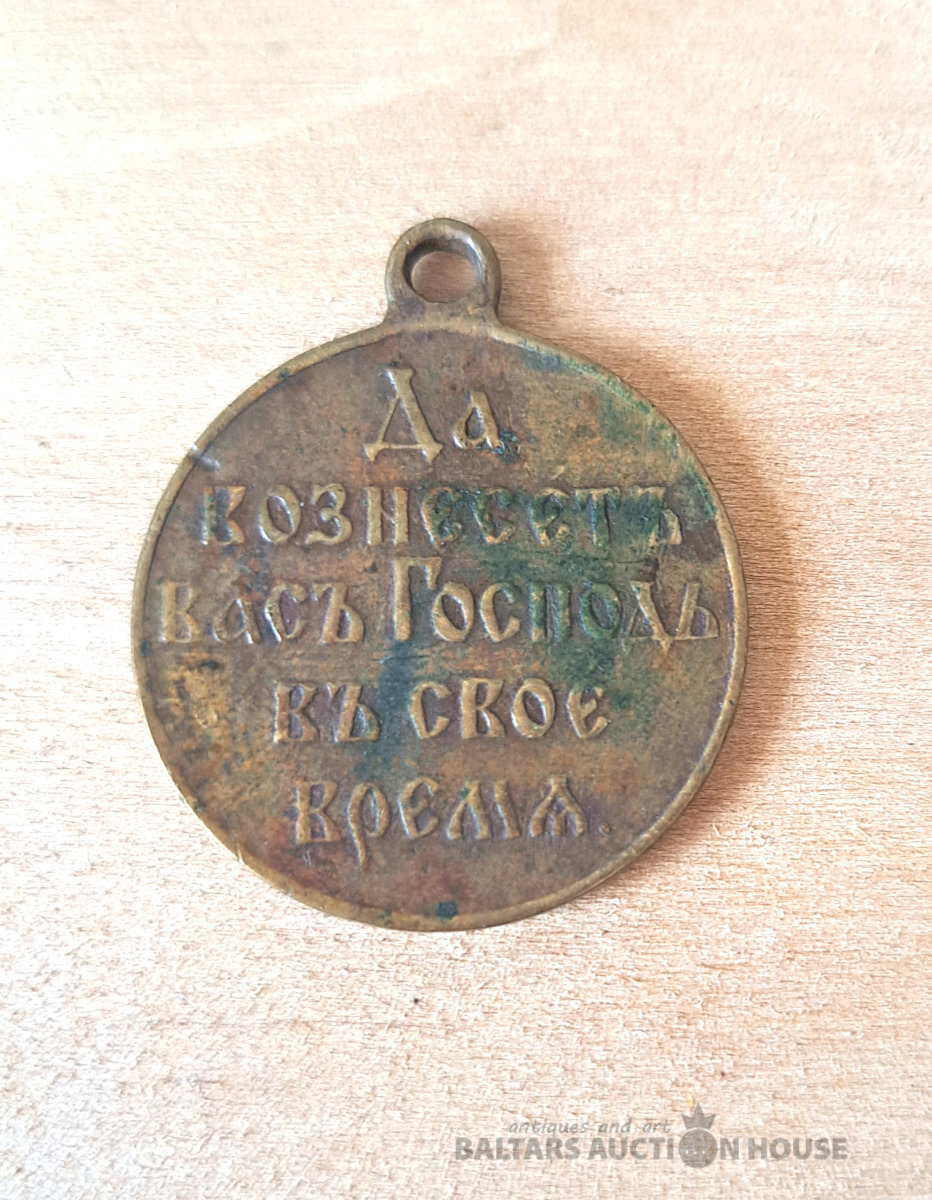 Да
вознесетъ
васъ Господь
въ свое
время.
antiques and art
BALTARS AUCTION HOUSE